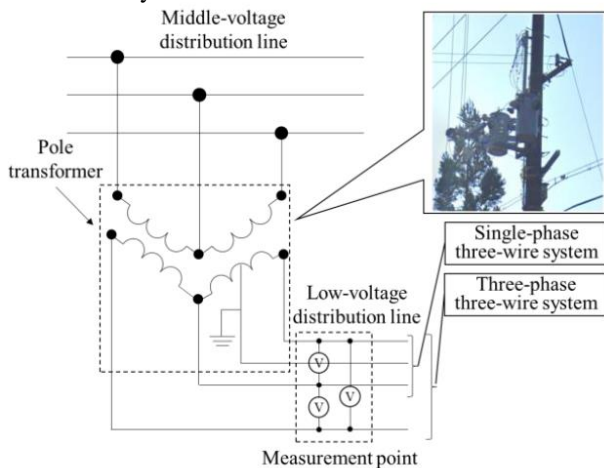 Middle-voltage
distribution line
Pole
transformer
Single-phase
three-wire system
Three-phase
three-wire system
Low-voltage
distribution line
V
V
V
Measurement point